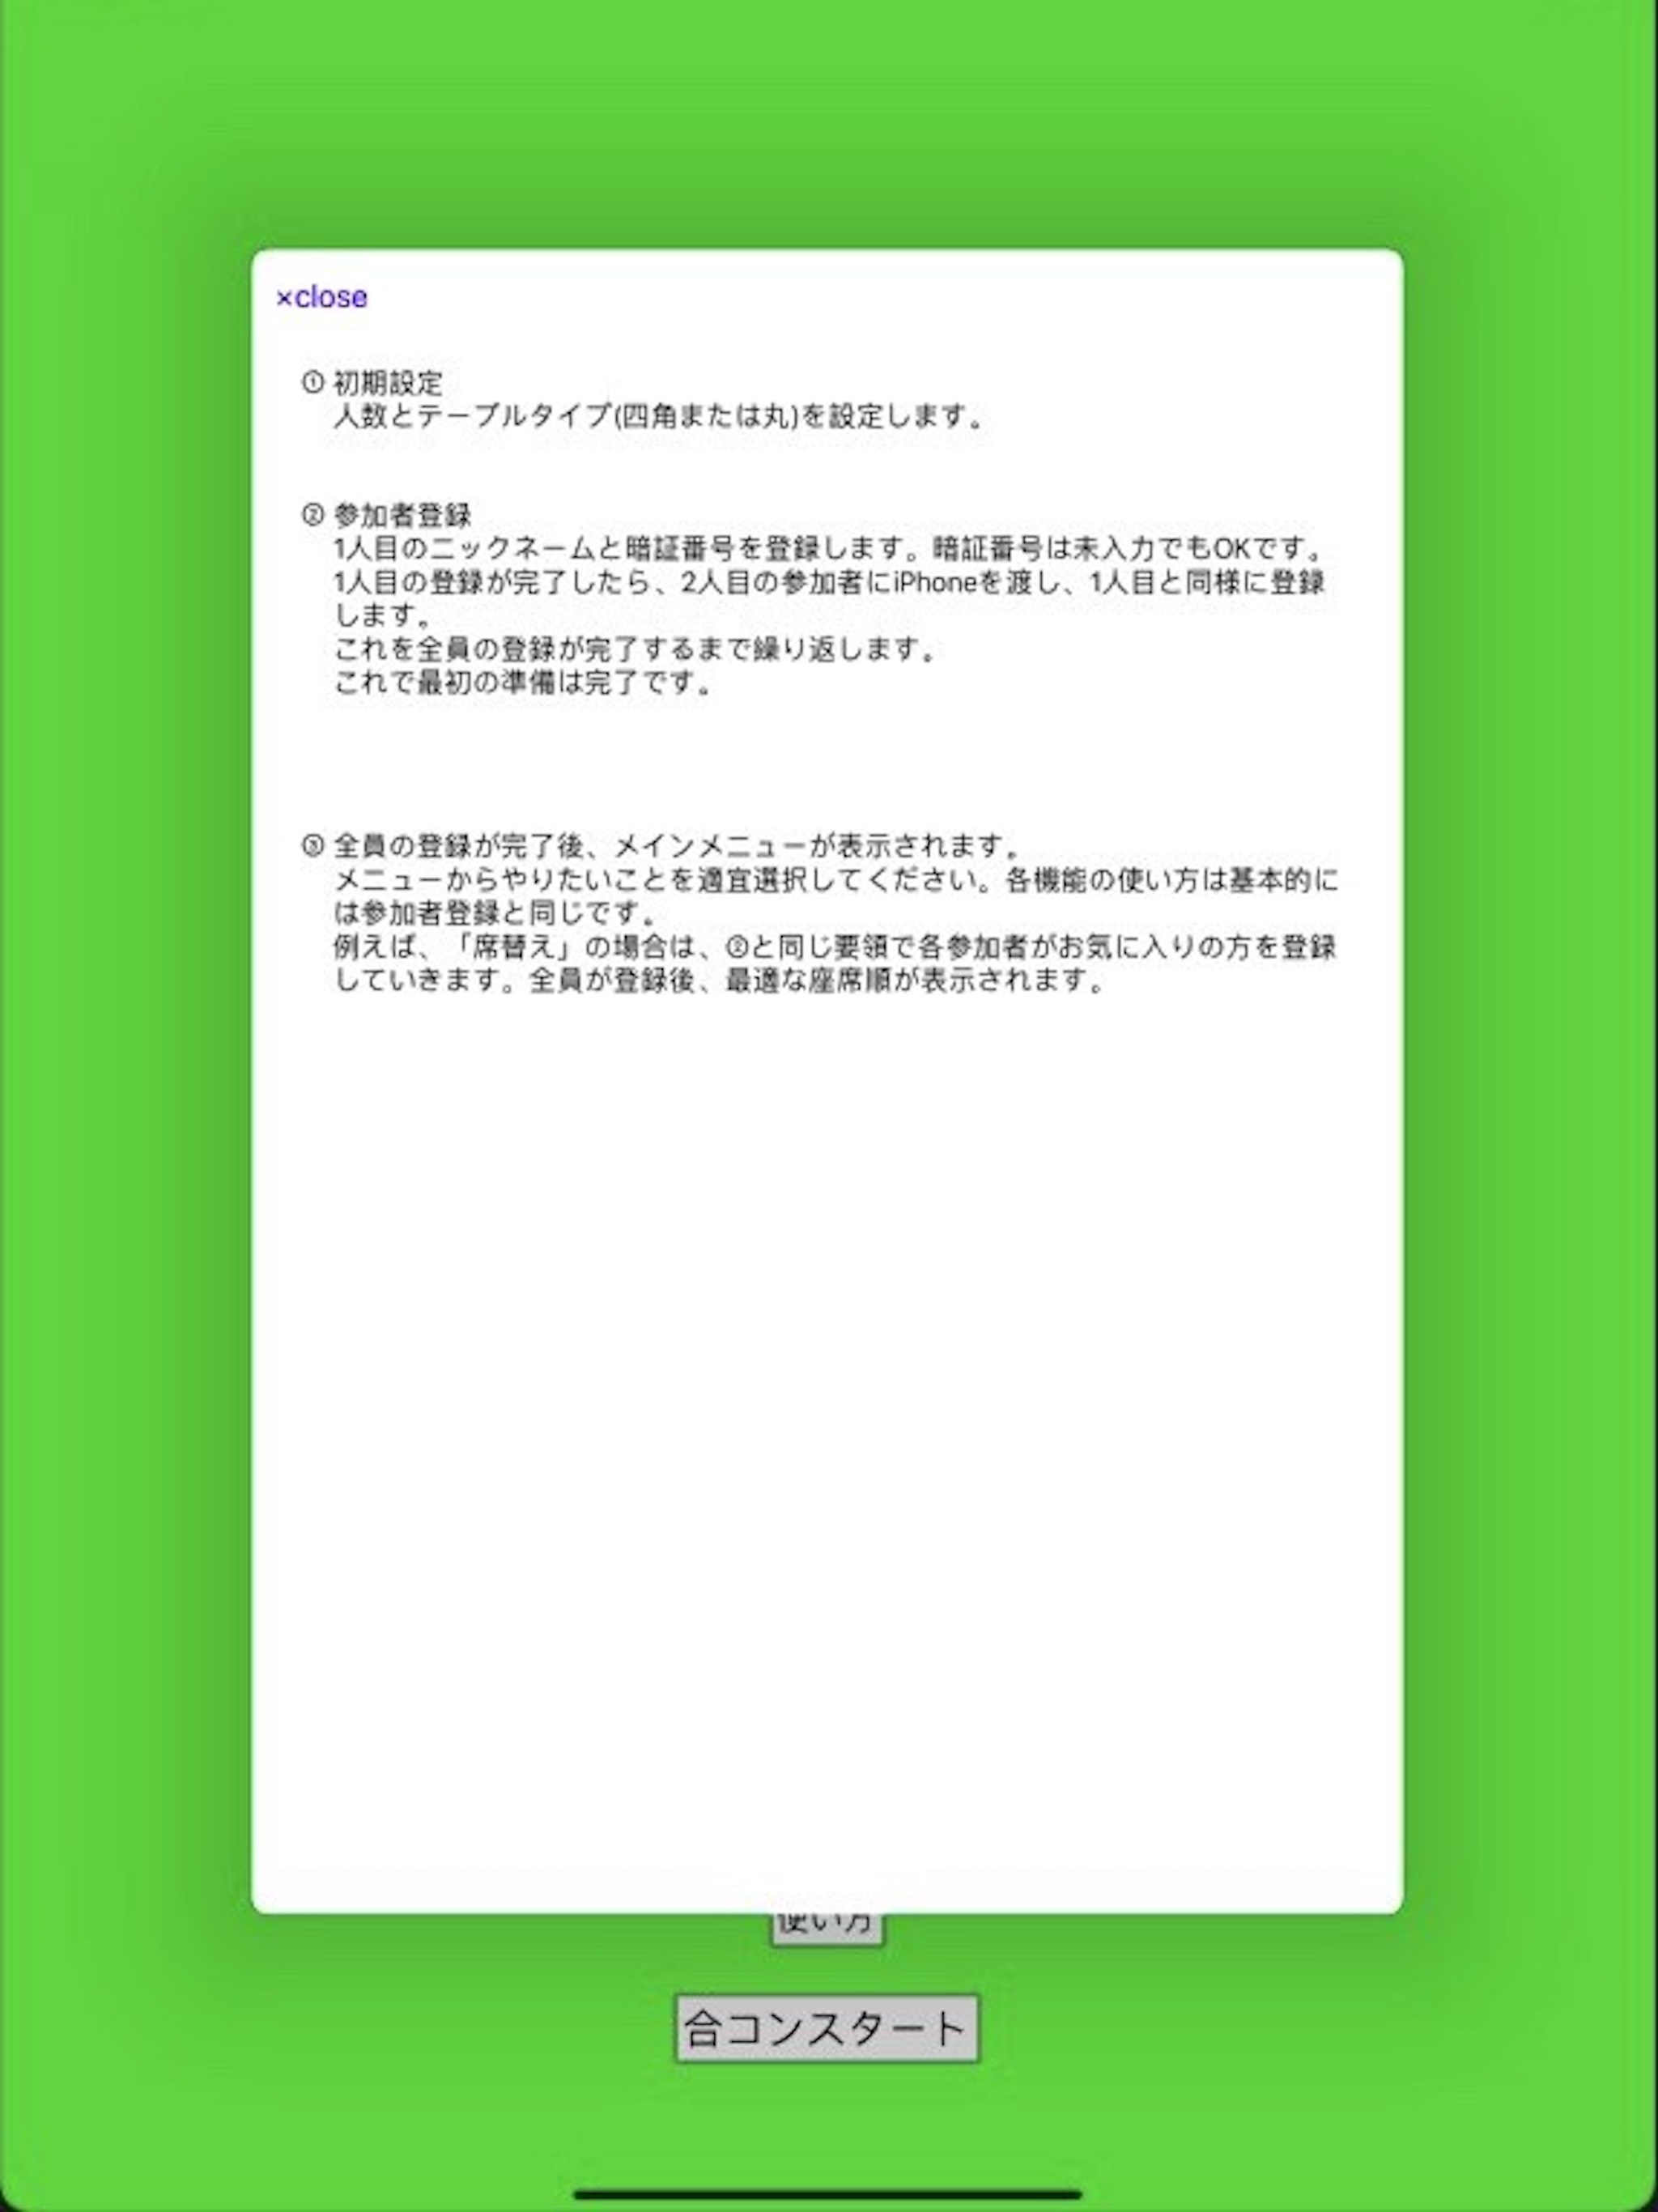 ×close
① 初期設定
人数とテーブルタイプ(四角または丸)を設定します。
② 参加者登録
1人目のニックネームと暗証番号を登録します。暗証番号は未入力でもOKです。
1人目の登録が完了したら、2人目の参加者にiPhoneを渡し、1人目と同様に登録
します。
これを全員の登録が完了するまで繰り返します。
これで最初の準備は完了です。
③ 全員の登録が完了後、メインメニューが表示されます。
メニューからやりたいことを適宜選択してください。各機能の使い方は基本的に
は参加者登録と同じです。
例えば、「席替え」の場合は、②と同じ要領で各参加者がお気に入りの方を登録
していきます。全員が登録後、最適な座席順が表示されます。
使い方
合コンスタート